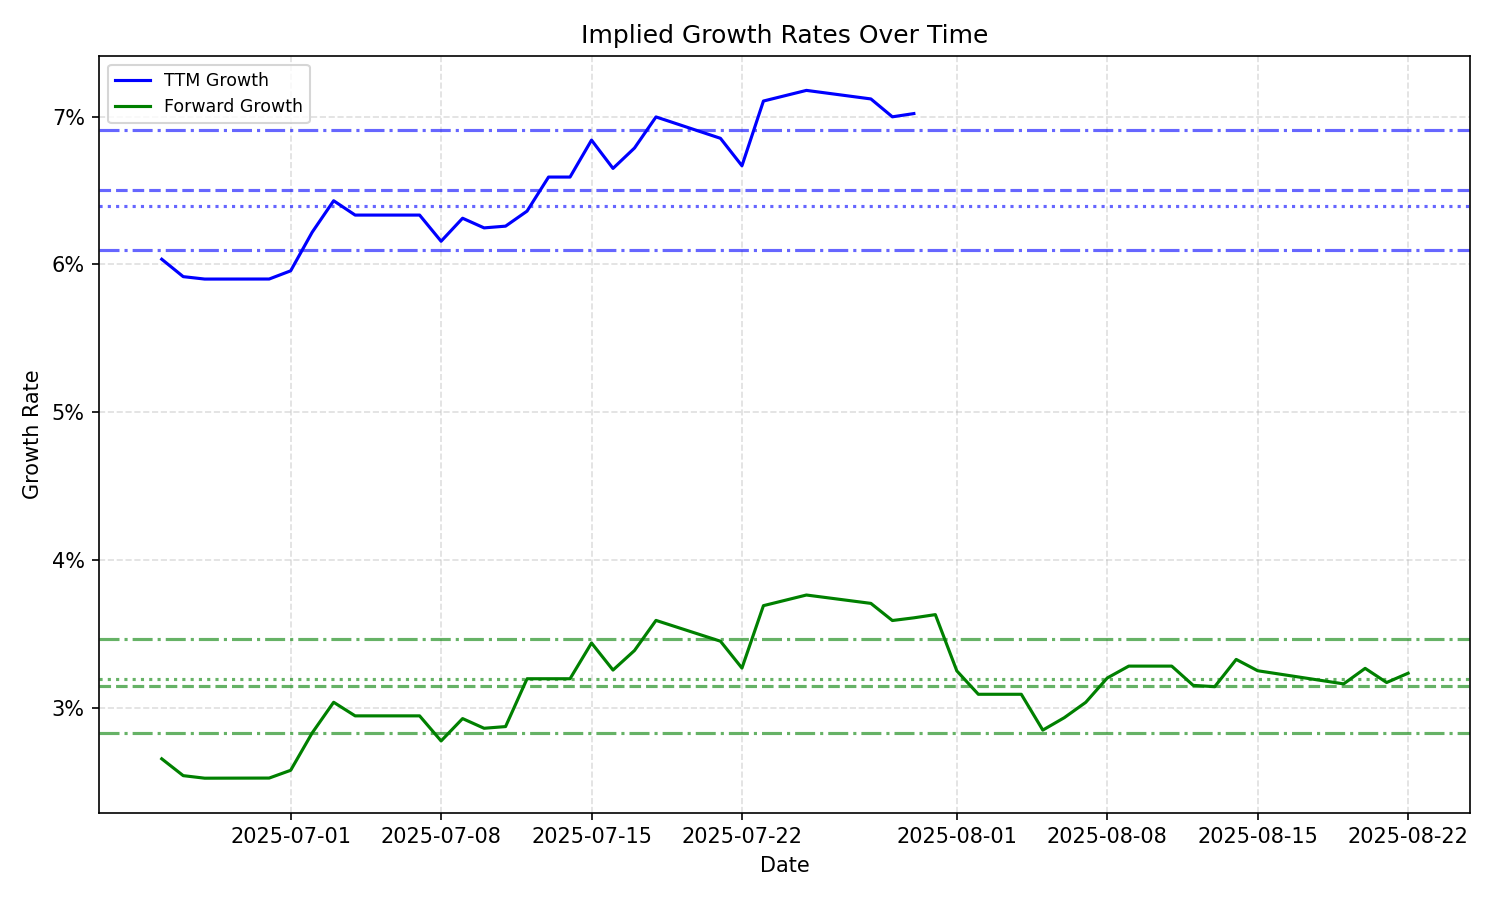 Implied Growth Rates Over Time
TTM Growth
Forward Growth
7%
6%
5%
4%
3%
Growth Rate
2025-07-01 2025-07-08 2025-07-15 2025-07-22 2025-08-01 2025-08-08 2025-08-15 2025-08-22
Date